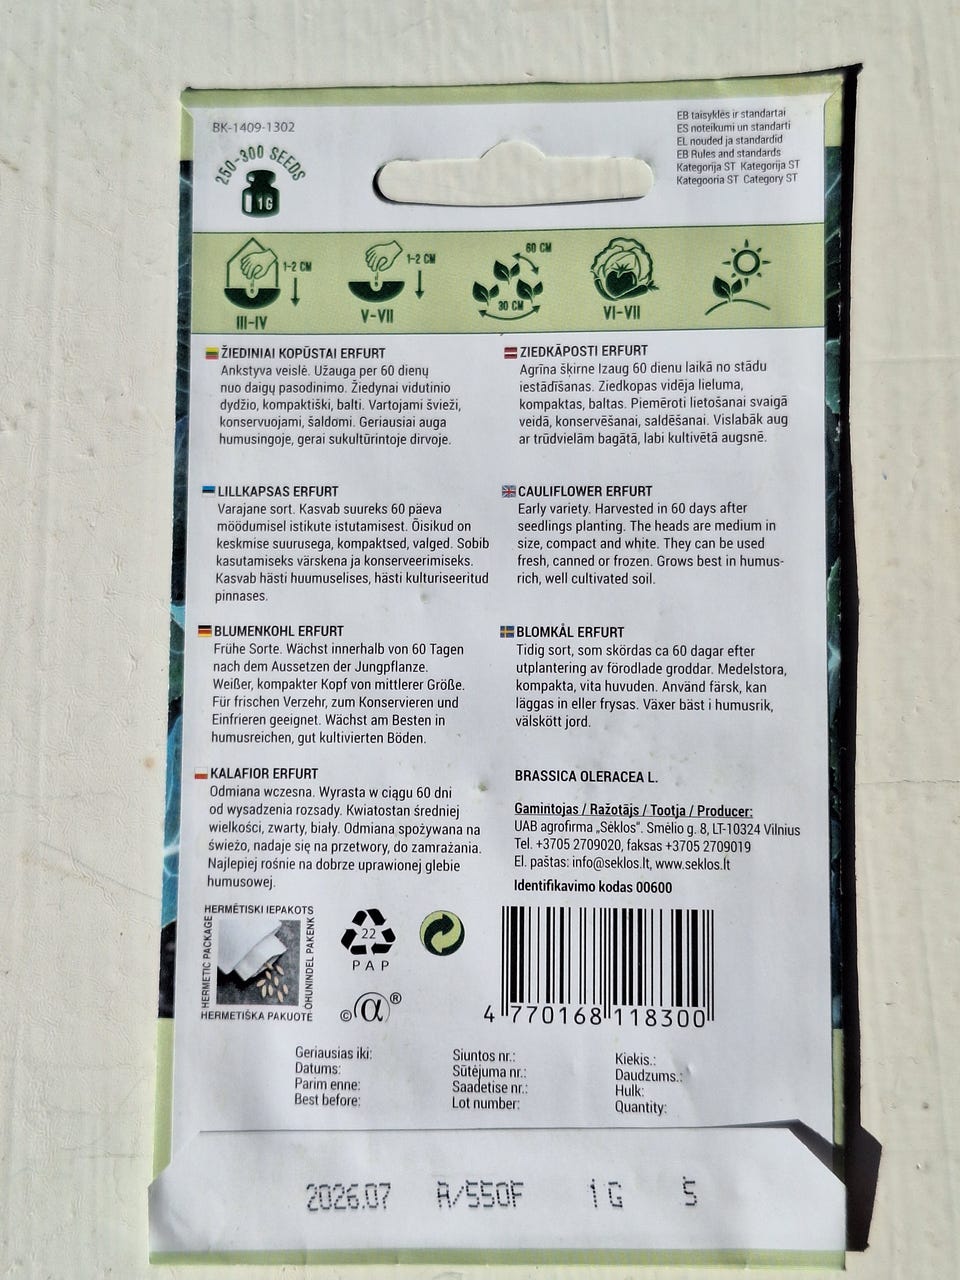 BK-1409-1302
250-300 SEEDS
1G
EB taisyklės ir standartai
ES noteikumi un standarti
EL nouded ja standardid
EB Rules and standards
Kategorija ST Kategorija ST
Kategooria ST Category ST
1-2 CM
III-IV
1-2 CM
V-VII
60 CM
30 CM
VI-VII
ŽIEDINIAI KOPŪSTAI ERFURT
Ankstyva veislė. Užauga per 60 dienų
nuo daigų pasodinimo. Žiedynai vidutinio
dydžio, kompaktiški, balti. Vartojami švieži,
konservuojami, šaldomi. Geriausiai auga
humusingoje, gerai sukultūrintoje dirvoje.
ZIEDKĀPOSTI ERFURT
Agrīna šķirne Izaug 60 dienu laikā no stādu
iestādīšanas. Ziedkopas vidēja lieluma,
kompaktas, baltas. Piemēroti lietošanai svaigā
veidā, konservēšanai, saldēšanai. Vislabāk aug
ar trūdvielām bagātā, labi kultivētā augsnē.
LILLKAPSAS ERFURT
Varajane sort. Kasvab suureks 60 päeva
möödumisel istikute istutamisest. Õisikud on
keskmise suurusega, kompaktsed, valged. Sobib
kasutamiseks värskena ja konserveerimiseks.
Kasvab hästi huumuselises, hästi kulturiseeritud
pinnases.
CAULIFLOWER ERFURT
Early variety. Harvested in 60 days after
seedlings planting. The heads are medium in
size, compact and white. They can be used
fresh, canned or frozen. Grows best in humus-
rich, well cultivated soil.
BLUMENKOHL ERFURT
Frühe Sorte. Wächst innerhalb von 60 Tagen
nach dem Aussetzen der Jungpflanze.
Weißer, kompakter Kopf von mittlerer Größe.
Für frischen Verzehr, zum Konservieren und
Einfrieren geeignet. Wächst am Besten in
humusreichen, gut kultivierten Böden.
BLOMKÅL ERFURT
Tidig sort, som skördas ca 60 dagar efter
utplantering av förodlade groddar. Medelstora,
kompakta, vita huvuden. Använd färsk, kan
läggas in eller frysas. Växer bäst i humusrik,
välskött jord.
KALAFIOR ERFURT
Odmiana wczesna. Wyrasta w ciągu 60 dni
od wysadzenia rozsady. Kwiatostan średniej
wielkości, zwarty, biały. Odmiana spożywana na
świeżo, nadaje się na przetwory, do zamrażania.
Najlepiej rośnie na dobrze uprawionej glebie
humusowej.
BRASSICA OLERACEA L.
Gamintojas / Ražotājs / Tootja / Producer:
UAB agrofirma „Sėklos". Smėlio g. 8, LT-10324 Vilnius
Tel. +3705 2709020, faksas +3705 2709019
El. paštas: info@seklos.lt, www.seklos.lt
Identifikavimo kodas 00600
HERMĒTISKI IEPAKOTS
HERMETIC PACKAGE
ÕHUNINDEL PAKENK
HERMETIŠKA PAKUOTĖ
22
PAP
©α®
4 770168 118300
Geriausias iki:
Datums:
Parim enne:
Best before:
Siuntos nr.:
Sūtējuma nr.:
Saadetise nr.:
Lot number:
Kiekis.:
Daudzums.:
Hulk:
Quantity:
2026.07 A/550F 1G 5